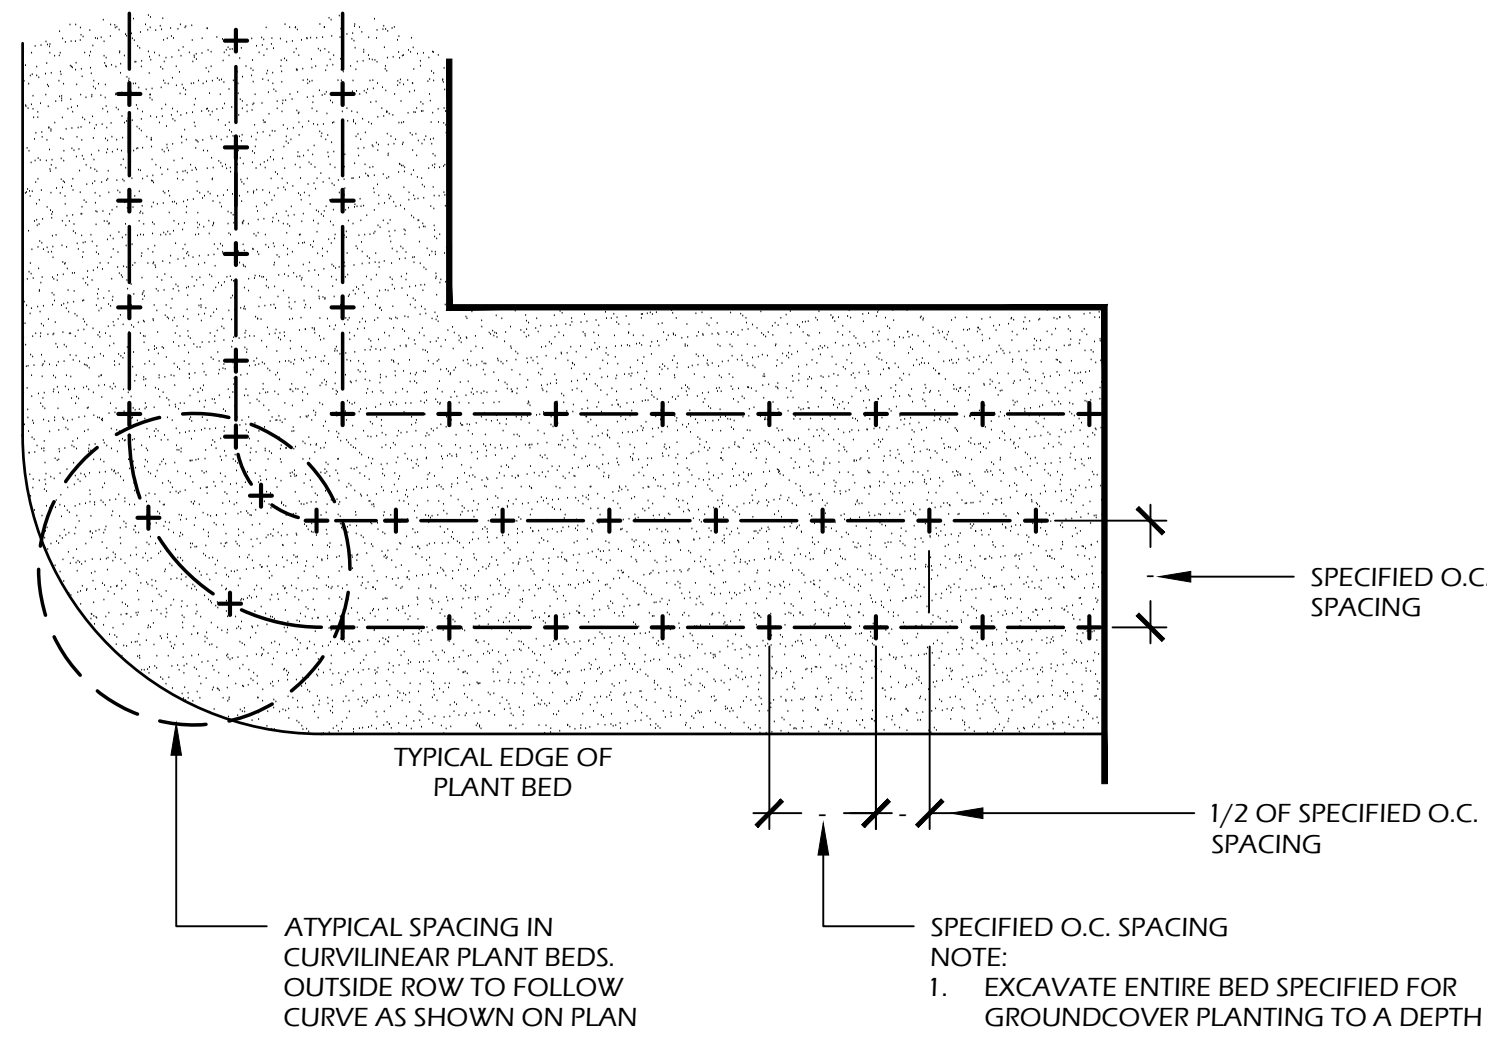 SPECIFIED O.C.
SPACING
TYPICAL EDGE OF
PLANT BED
1/2 OF SPECIFIED O.C.
SPACING
ATYPICAL SPACING IN
CURVILINEAR PLANT BEDS.
OUTSIDE ROW TO FOLLOW
CURVE AS SHOWN ON PLAN
SPECIFIED O.C. SPACING
NOTE:
1. EXCAVATE ENTIRE BED SPECIFIED FOR
GROUNDCOVER PLANTING TO A DEPTH